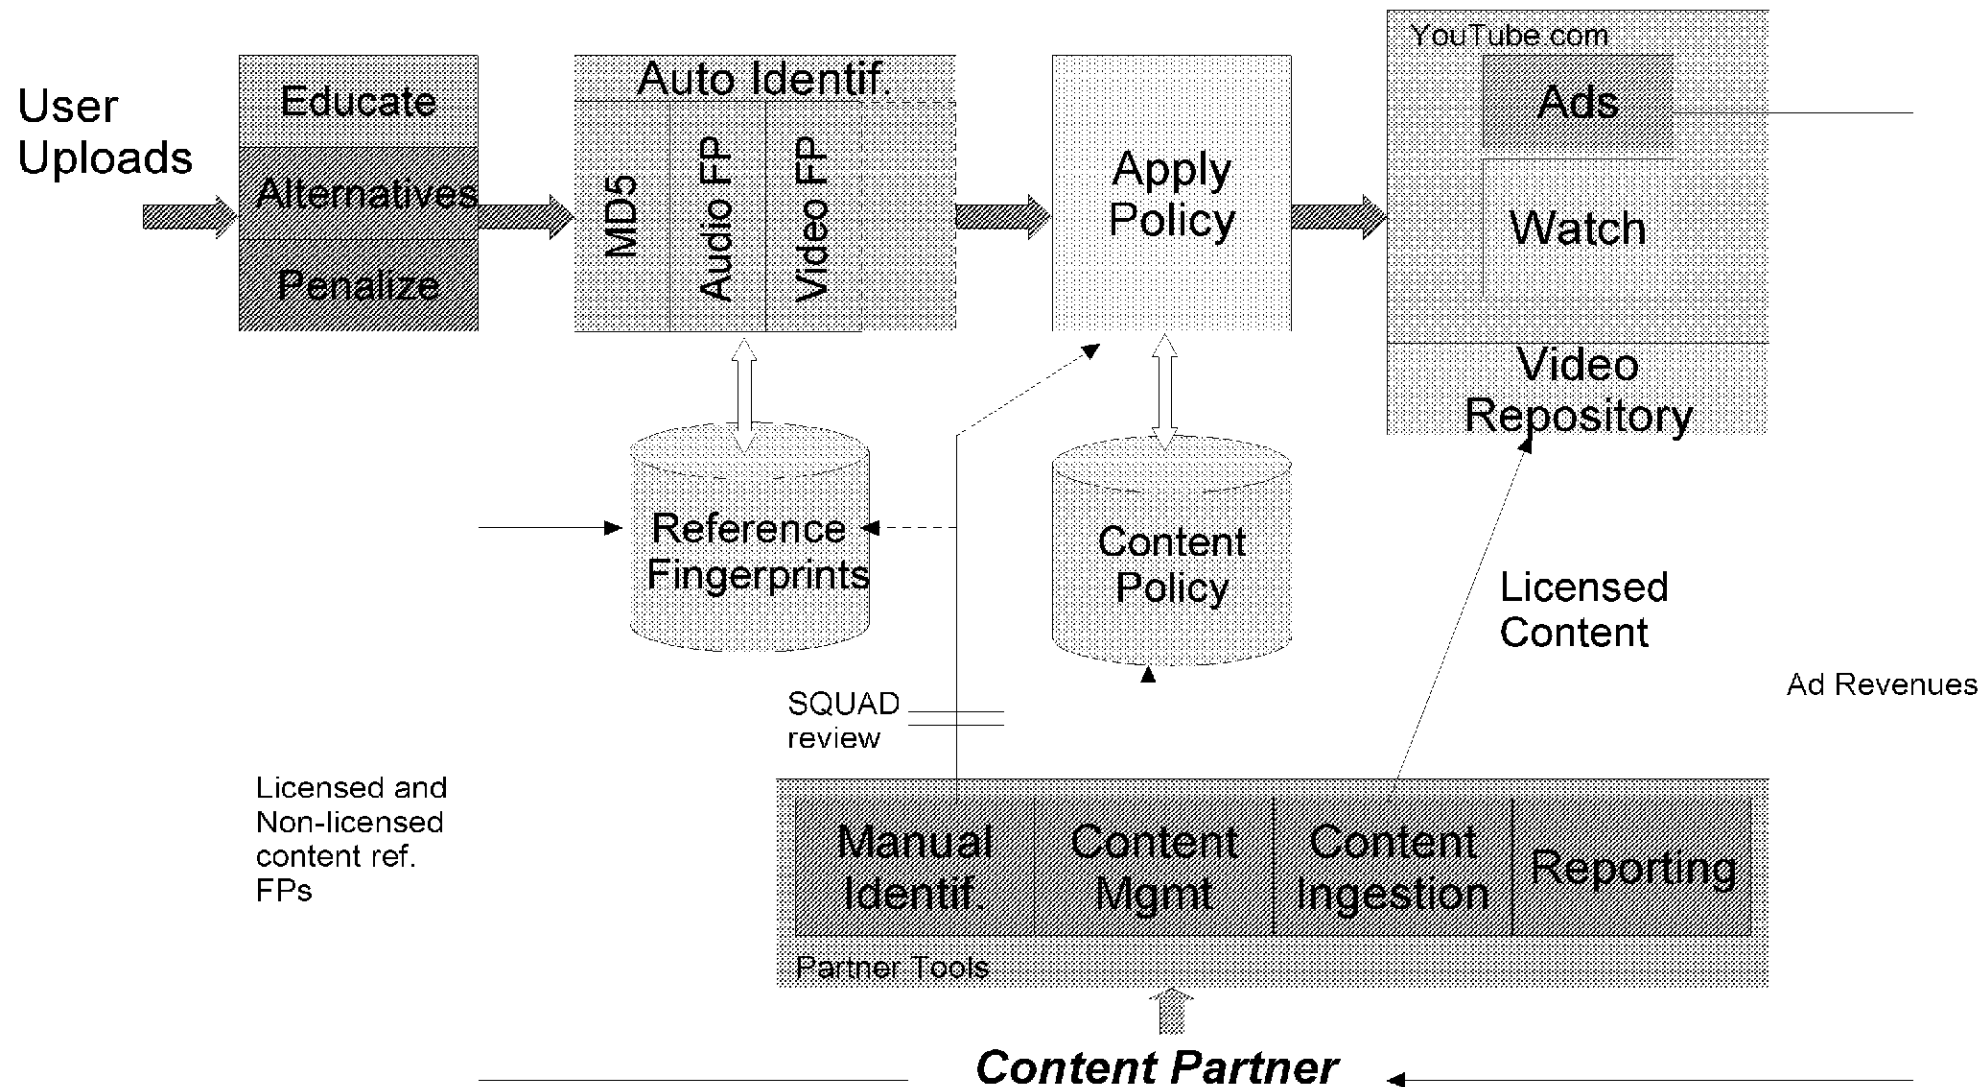 User
Uploads
Educate
Alternatives
Penalize
Auto Identif.
MD5
Audio FP
Video FP
Apply
Policy
YouTube.com
Ads
Watch
Video
Repository
Reference
Fingerprints
Content
Policy
Licensed
Content
Ad Revenues
SQUAD
review
Licensed and
Non-licensed
content ref.
FPs
Manual
Identif.
Content
Mgmt
Content
Ingestion
Reporting
Partner Tools
Content Partner